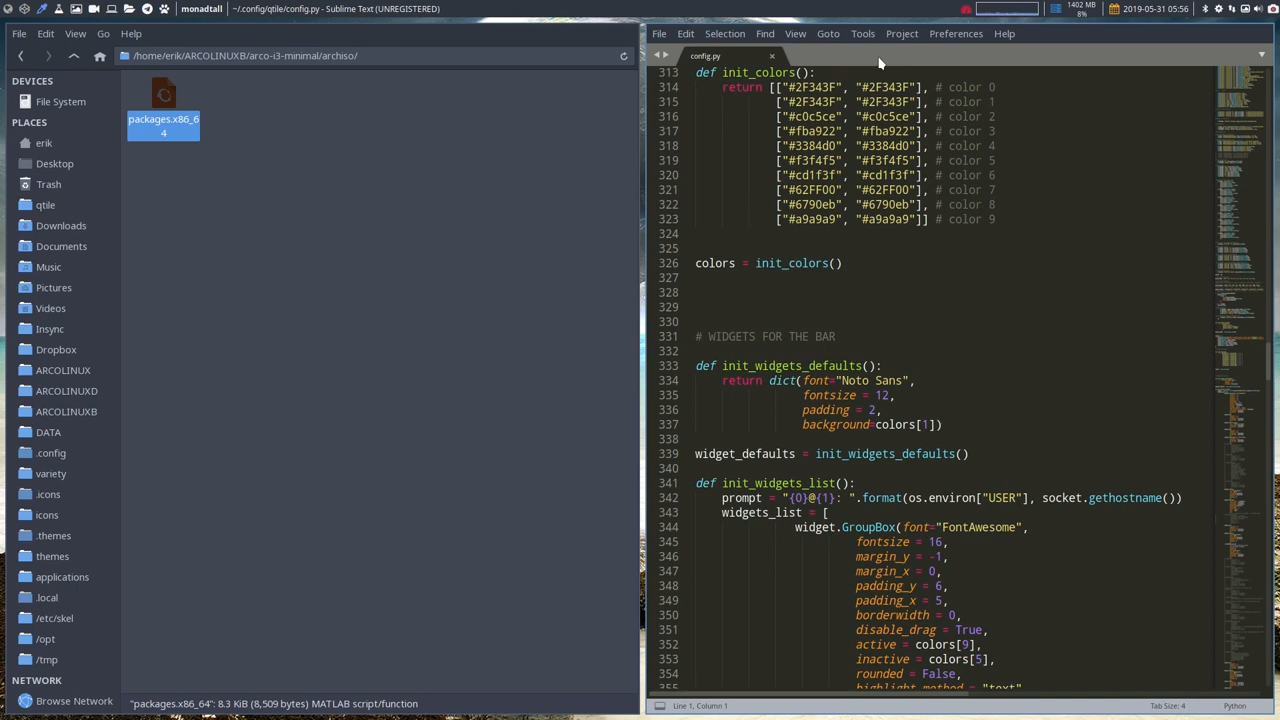 monadtall
~/.config/qtile/config.py - Sublime Text (UNREGISTERED)
1402 MB
8%
2019-05-31 05:56
File Edit View Go Help
/home/erik/ARCOLINUXB/arco-i3-minimal/archiso/
DEVICES
File System
PLACES
erik
Desktop
Trash
qtile
Downloads
Documents
Music
Pictures
Videos
Insync
Dropbox
ARCOLINUX
ARCOLINUXD
ARCOLINUXB
DATA
.config
variety
.icons
icons
.themes
themes
applications
.local
/etc/skel
/opt
/tmp
NETWORK
Browse Network
packages.x86_6
4
"packages.x86_64": 8.3 KiB (8,509 bytes) MATLAB script/function
File Edit Selection Find View Goto Tools Project Preferences Help
config.py
313 def init_colors():
314 return [["#2F343F", "#2F343F"], # color 0
315 ["#2F343F", "#2F343F"], # color 1
316 ["#c0c5ce", "#c0c5ce"], # color 2
317 ["#fba922", "#fba922"], # color 3
318 ["#3384d0", "#3384d0"], # color 4
319 ["#f3f4f5", "#f3f4f5"], # color 5
320 ["#cd1f3f", "#cd1f3f"], # color 6
321 ["#62FF00", "#62FF00"], # color 7
322 ["#6790eb", "#6790eb"], # color 8
323 ["#a9a9a9", "#a9a9a9"]] # color 9
324
325
326 colors = init_colors()
327
328
329
330
331 # WIDGETS FOR THE BAR
332
333 def init_widgets_defaults():
334 return dict(font="Noto Sans",
335 fontsize = 12,
336 padding = 2,
337 background=colors[1])
338
339 widget_defaults = init_widgets_defaults()
340
341 def init_widgets_list():
342 prompt = "{0}@{1}: ".format(os.environ["USER"], socket.gethostname())
343 widgets_list = [
344 widget.GroupBox(font="FontAwesome",
345 fontsize = 16,
346 margin_y = -1,
347 margin_x = 0,
348 padding_y = 6,
349 padding_x = 5,
350 borderwidth = 0,
351 disable_drag = True,
352 active = colors[9],
353 inactive = colors[5],
354 rounded = False,
355 highlight_method = "text"
Line 1, Column 1
Tab Size: 4
Python